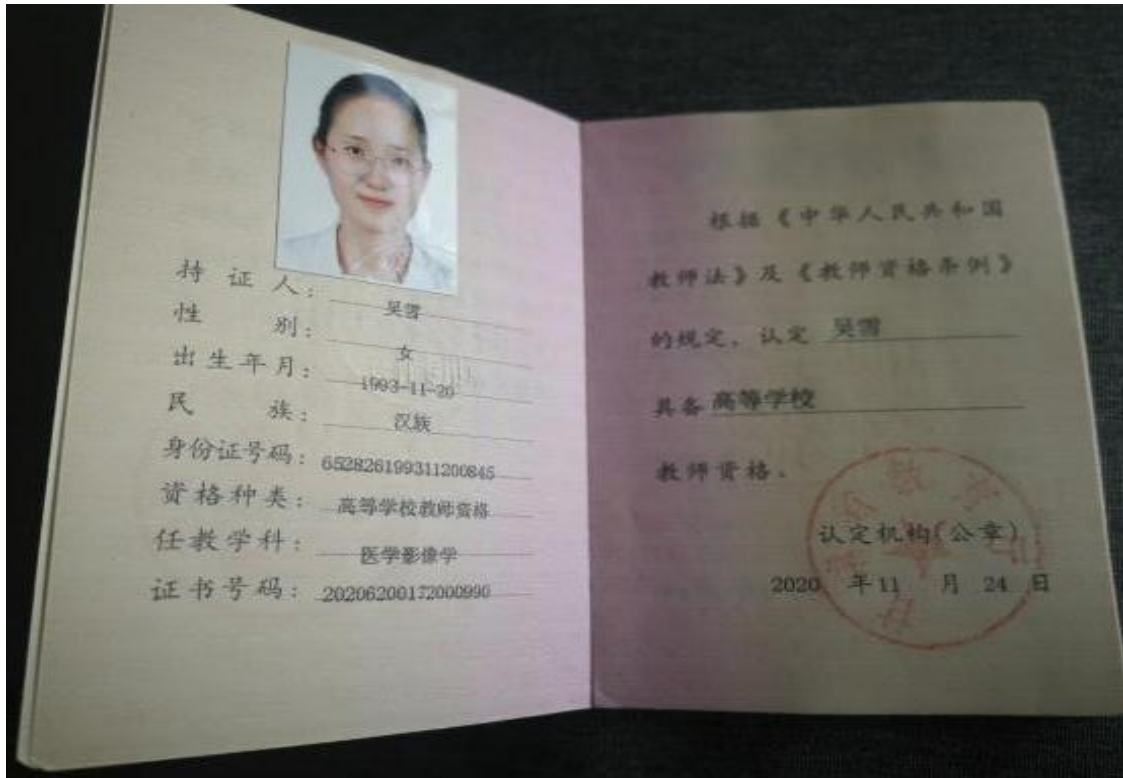 持证人：吴雪
性别：女
出生年月：1993-11-20
民族：汉族
身份证号码：652826199311200845
资格种类：高等学校教师资格
任教学科：医学影像学
证书号码：20206200172000990
根据《中华人民共和国
教师法》及《教师资格条例》
的规定，认定 吴雪
具备 高等学校
教师资格。
认定机构(公章)
2020 年11 月 24 日